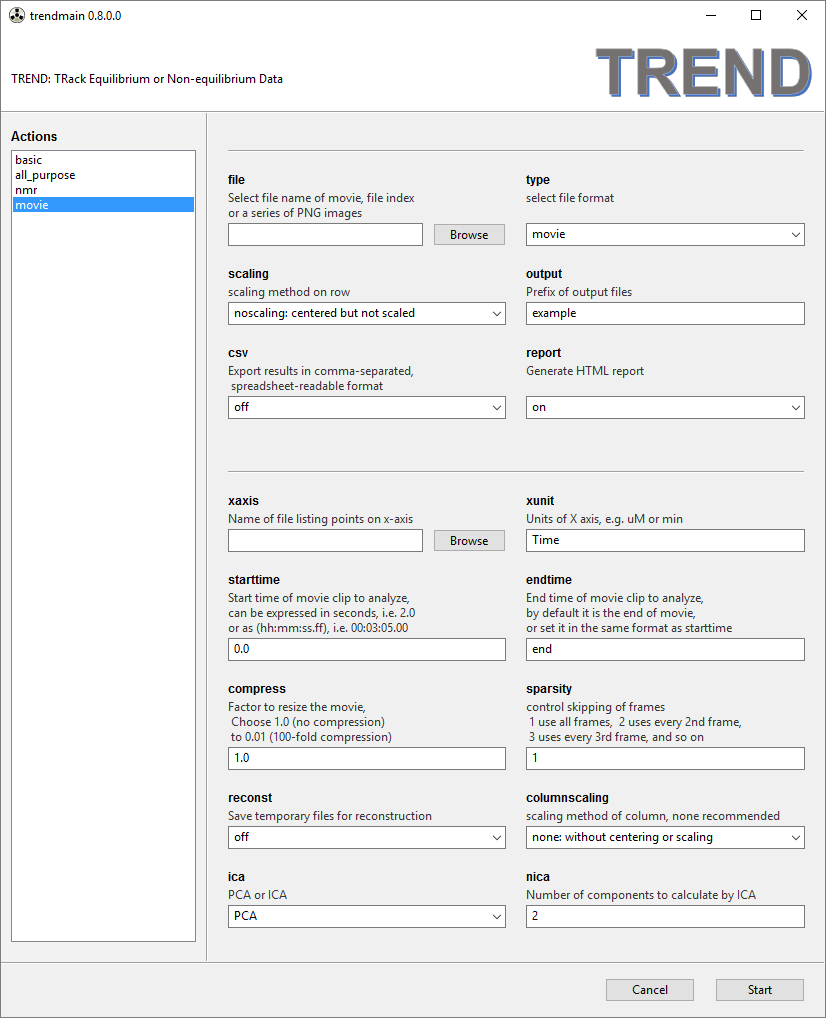 trendmain 0.8.0.0
TREND: TRack Equilibrium or Non-equilibrium Data
TREND
Actions
basic
all_purpose
nmr
movie
file
Select file name of movie, file index
or a series of PNG images
Browse
type
select file format
movie
scaling
scaling method on row
noscaling: centered but not scaled
output
Prefix of output files
example
csv
Export results in comma-separated,
spreadsheet-readable format
off
report
Generate HTML report
on
xaxis
Name of file listing points on x-axis
Browse
xunit
Units of X axis, e.g. uM or min
Time
starttime
Start time of movie clip to analyze,
can be expressed in seconds, i.e. 2.0
or as (hh:mm:ss.ff), i.e. 00:03:05.00
0.0
endtime
End time of movie clip to analyze,
by default it is the end of movie,
or set it in the same format as starttime
end
compress
Factor to resize the movie,
Choose 1.0 (no compression)
to 0.01 (100-fold compression)
1.0
sparsity
control skipping of frames
1 use all frames, 2 uses every 2nd frame,
3 uses every 3rd frame, and so on
1
reconst
Save temporary files for reconstruction
off
columnscaling
scaling method of column, none recommended
none: without centering or scaling
ica
PCA or ICA
PCA
nica
Number of components to calculate by ICA
2
Cancel
Start